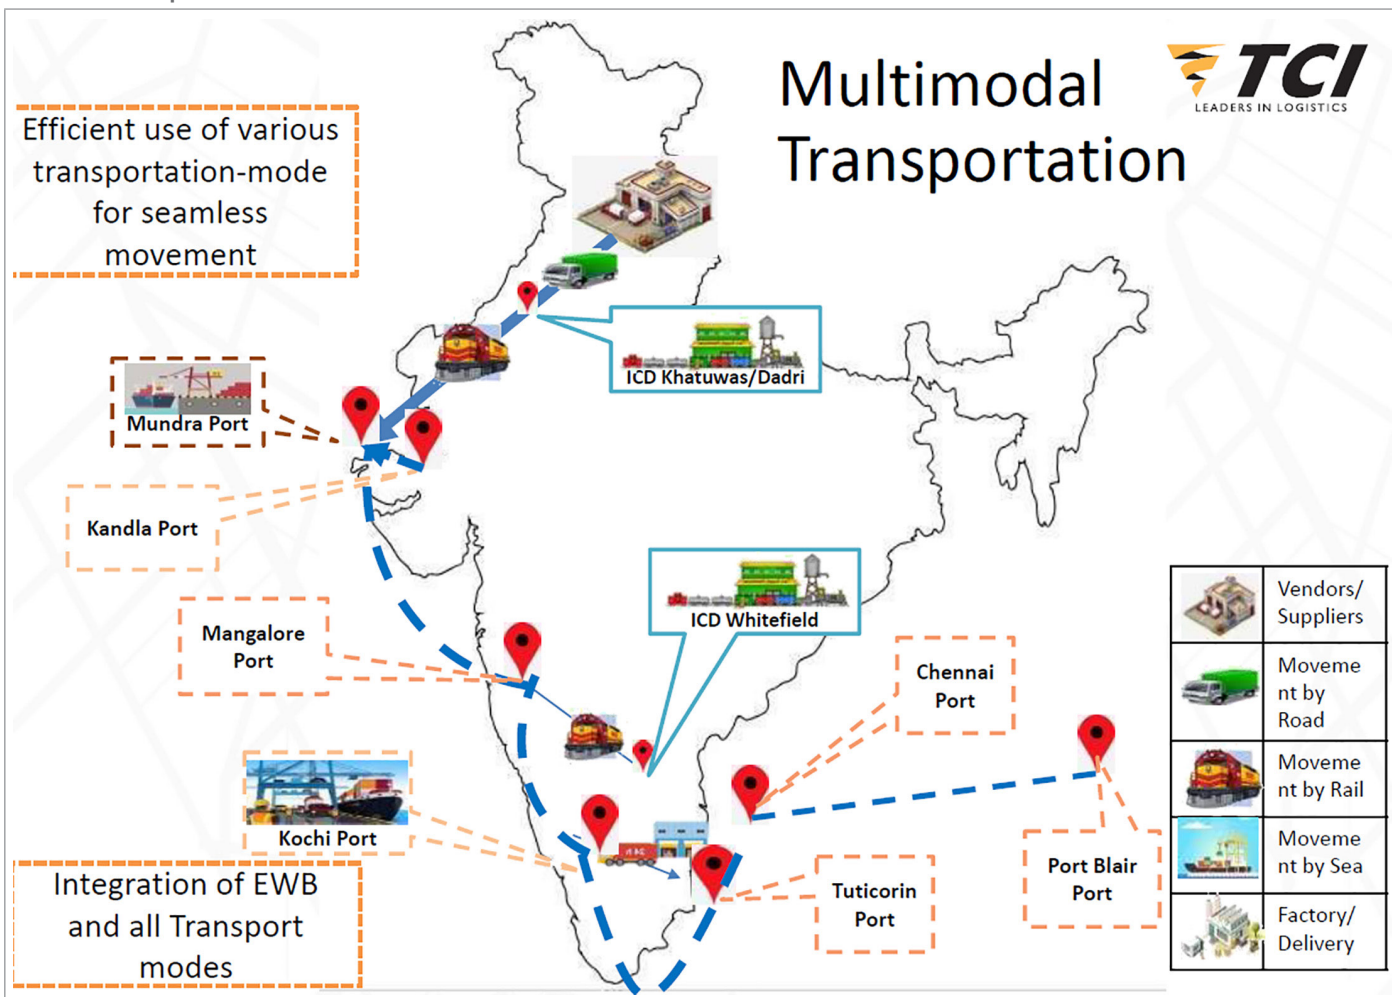 Multimodal
Transportation
TCI
LEADERS IN LOGISTICS
Efficient use of various
transportation-mode
for seamless
movement
ICD Khatuwas/Dadri
Mundra Port
Kandla Port
ICD Whitefield
Mangalore
Port
Chennai
Port
Kochi Port
Tuticorin
Port
Port Blair
Port
Integration of EWB
and all Transport
modes
Vendors/
Suppliers
Moveme
nt by
Road
Moveme
nt by Rail
Moveme
nt by Sea
Factory/
Delivery